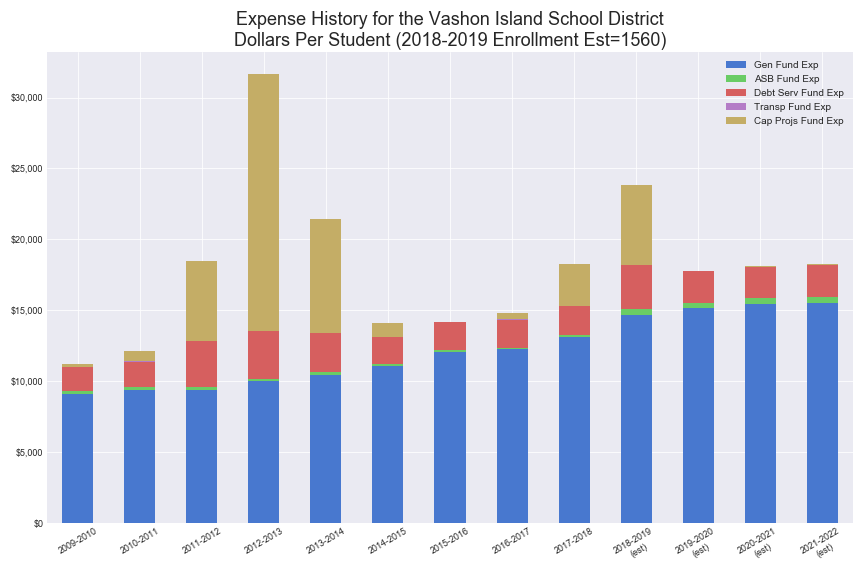 Expense History for the Vashon Island School District
Dollars Per Student (2018-2019 Enrollment Est=1560)
Gen Fund Exp
ASB Fund Exp
Debt Serv Fund Exp
Transp Fund Exp
Cap Projs Fund Exp
$30,000
$25,000
$20,000
$15,000
$10,000
$5,000
$0
2009-2010
2010-2011
2011-2012
2012-2013
2013-2014
2014-2015
2015-2016
2016-2017
2017-2018
2018-2019
(est)
2019-2020
(est)
2020-2021
(est)
2021-2022
(est)